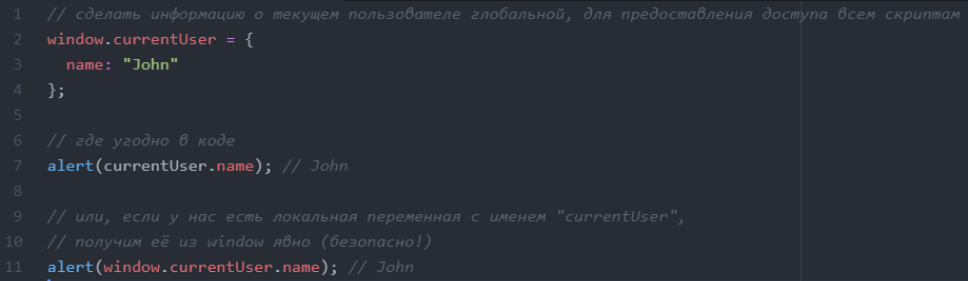 1 // сделать информацию о текущем пользователе глобальной, для предоставления доступа всем скриптам
2 window.currentUser = {
3   name: "John"
4 };
5
6 // где угодно в коде
7 alert(currentUser.name); // John
8
9 // или, если у нас есть локальная переменная с именем "currentUser",
10 // получим её из window явно (безопасно!)
11 alert(window.currentUser.name); // John